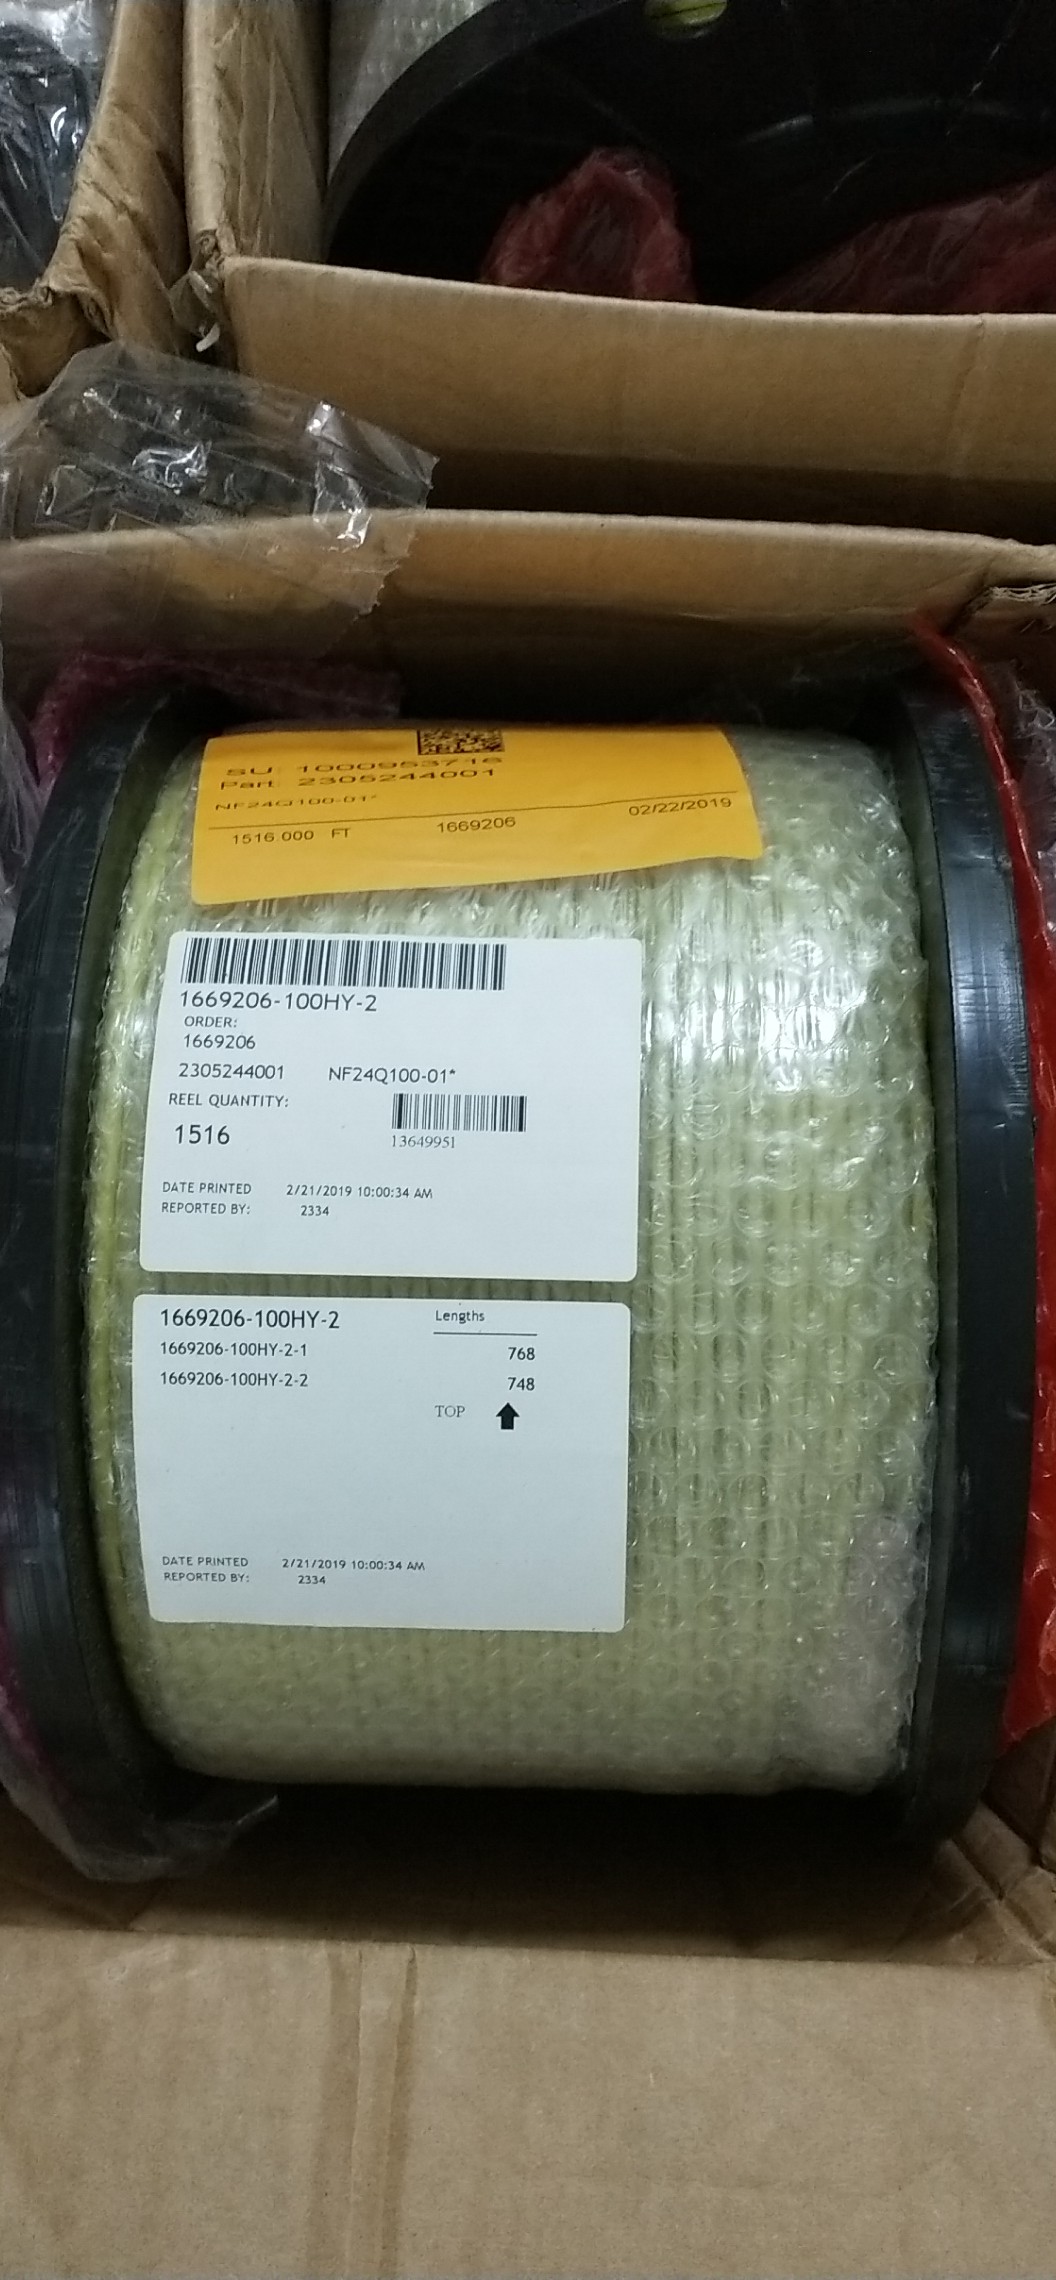 SU: 1000953716
Part: 2305244001
NF24Q100-01*
1516.000 FT 1669206 02/22/2019
1669206-100HY-2
ORDER:
1669206
2305244001 NF24Q100-01*
REEL QUANTITY:
1516
13649951
DATE PRINTED 2/21/2019 10:00:34 AM
REPORTED BY: 2334
1669206-100HY-2 Lengths
1669206-100HY-2-1 768
1669206-100HY-2-2 748
TOP
DATE PRINTED 2/21/2019 10:00:34 AM
REPORTED BY: 2334